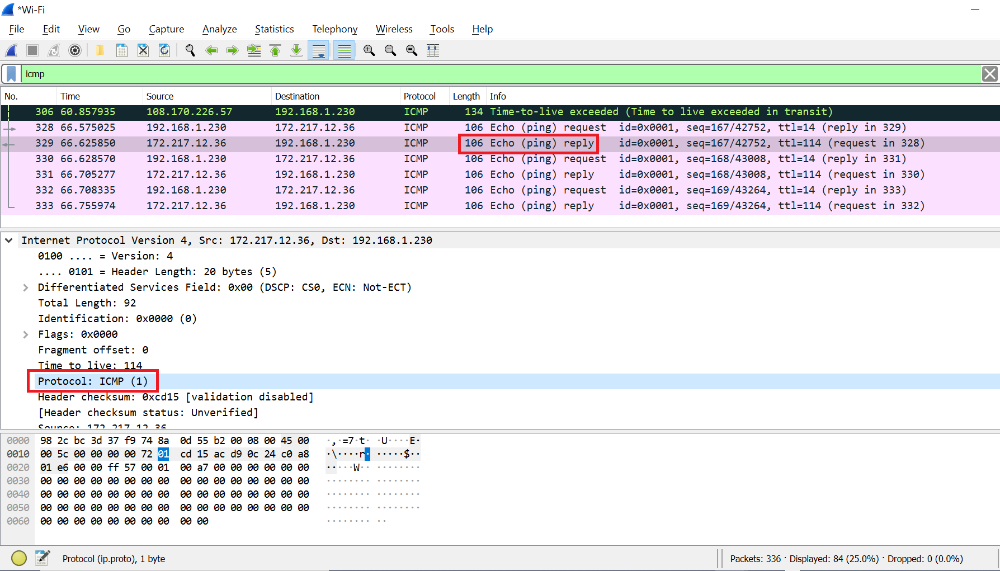 *Wi-Fi
File Edit View Go Capture Analyze Statistics Telephony Wireless Tools Help
icmp
No. Time Source Destination Protocol Length Info
306 60.857935 108.170.226.57 192.168.1.230 ICMP 134 Time-to-live exceeded (Time to live exceeded in transit)
328 66.575025 192.168.1.230 172.217.12.36 ICMP 106 Echo (ping) request id=0x0001, seq=167/42752, ttl=14 (reply in 329)
329 66.625850 172.217.12.36 192.168.1.230 ICMP 106 Echo (ping) reply id=0x0001, seq=167/42752, ttl=114 (request in 328)
330 66.628570 192.168.1.230 172.217.12.36 ICMP 106 Echo (ping) request id=0x0001, seq=168/43008, ttl=14 (reply in 331)
331 66.705277 172.217.12.36 192.168.1.230 ICMP 106 Echo (ping) reply id=0x0001, seq=168/43008, ttl=114 (request in 330)
332 66.708335 192.168.1.230 172.217.12.36 ICMP 106 Echo (ping) request id=0x0001, seq=169/43264, ttl=14 (reply in 333)
333 66.755974 172.217.12.36 192.168.1.230 ICMP 106 Echo (ping) reply id=0x0001, seq=169/43264, ttl=114 (request in 332)
Internet Protocol Version 4, Src: 172.217.12.36, Dst: 192.168.1.230
0100 .... = Version: 4
.... 0101 = Header Length: 20 bytes (5)
Differentiated Services Field: 0x00 (DSCP: CS0, ECN: Not-ECT)
Total Length: 92
Identification: 0x0000 (0)
Flags: 0x0000
Fragment offset: 0
Time to live: 114
Protocol: ICMP (1)
Header checksum: 0xcd15 [validation disabled]
[Header checksum status: Unverified]
Source: 172.217.12.36
0000 98 2c bc 3d 37 f9 74 8a 0d 55 b2 00 08 00 45 00 ·,·=7·t· ·U····E·
0010 00 5c 00 00 00 00 72 01 cd 15 ac d9 0c 24 c0 a8 ·\····r· ·····$··
0020 01 e6 00 00 ff 57 00 01 00 a7 00 00 00 00 00 00 ·····W·· ········
0030 00 00 00 00 00 00 00 00 00 00 00 00 00 00 00 00 ········ ········
0040 00 00 00 00 00 00 00 00 00 00 00 00 00 00 00 00 ········ ········
0050 00 00 00 00 00 00 00 00 00 00 00 00 00 00 00 00 ········ ········
0060 00 00 00 00 00 00 00 00 00 00 ········ ··
Protocol (ip.proto), 1 byte
Packets: 336 · Displayed: 84 (25.0%) · Dropped: 0 (0.0%)